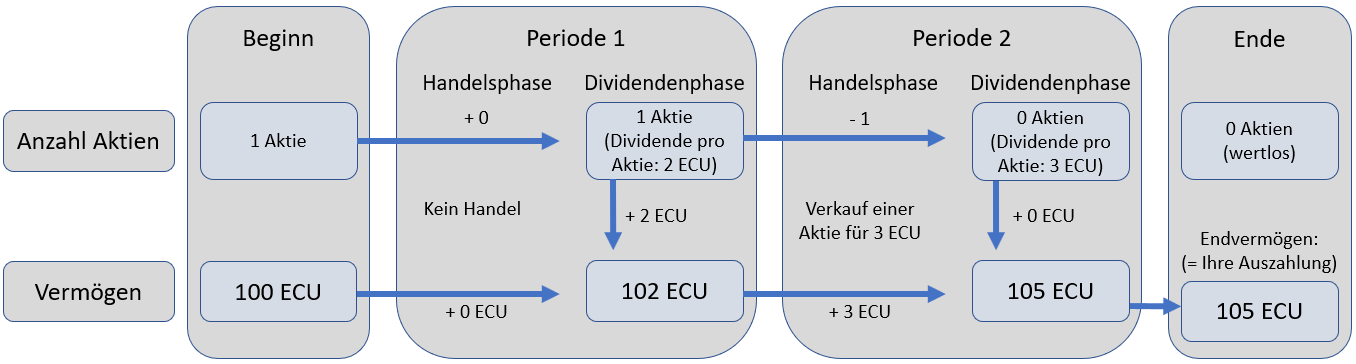 Beginn
Periode 1
Periode 2
Ende
Handelsphase
Dividendenphase
Handelsphase
Dividendenphase
Anzahl Aktien
1 Aktie
+ 0
1 Aktie
(Dividende pro
Aktie: 2 ECU)
- 1
0 Aktien
(Dividende pro
Aktie: 3 ECU)
0 Aktien
(wertlos)
Kein Handel
+ 2 ECU
Verkauf einer
Aktie für 3 ECU
+ 0 ECU
Endvermögen:
(= Ihre Auszahlung)
Vermögen
100 ECU
+ 0 ECU
102 ECU
+ 3 ECU
105 ECU
105 ECU